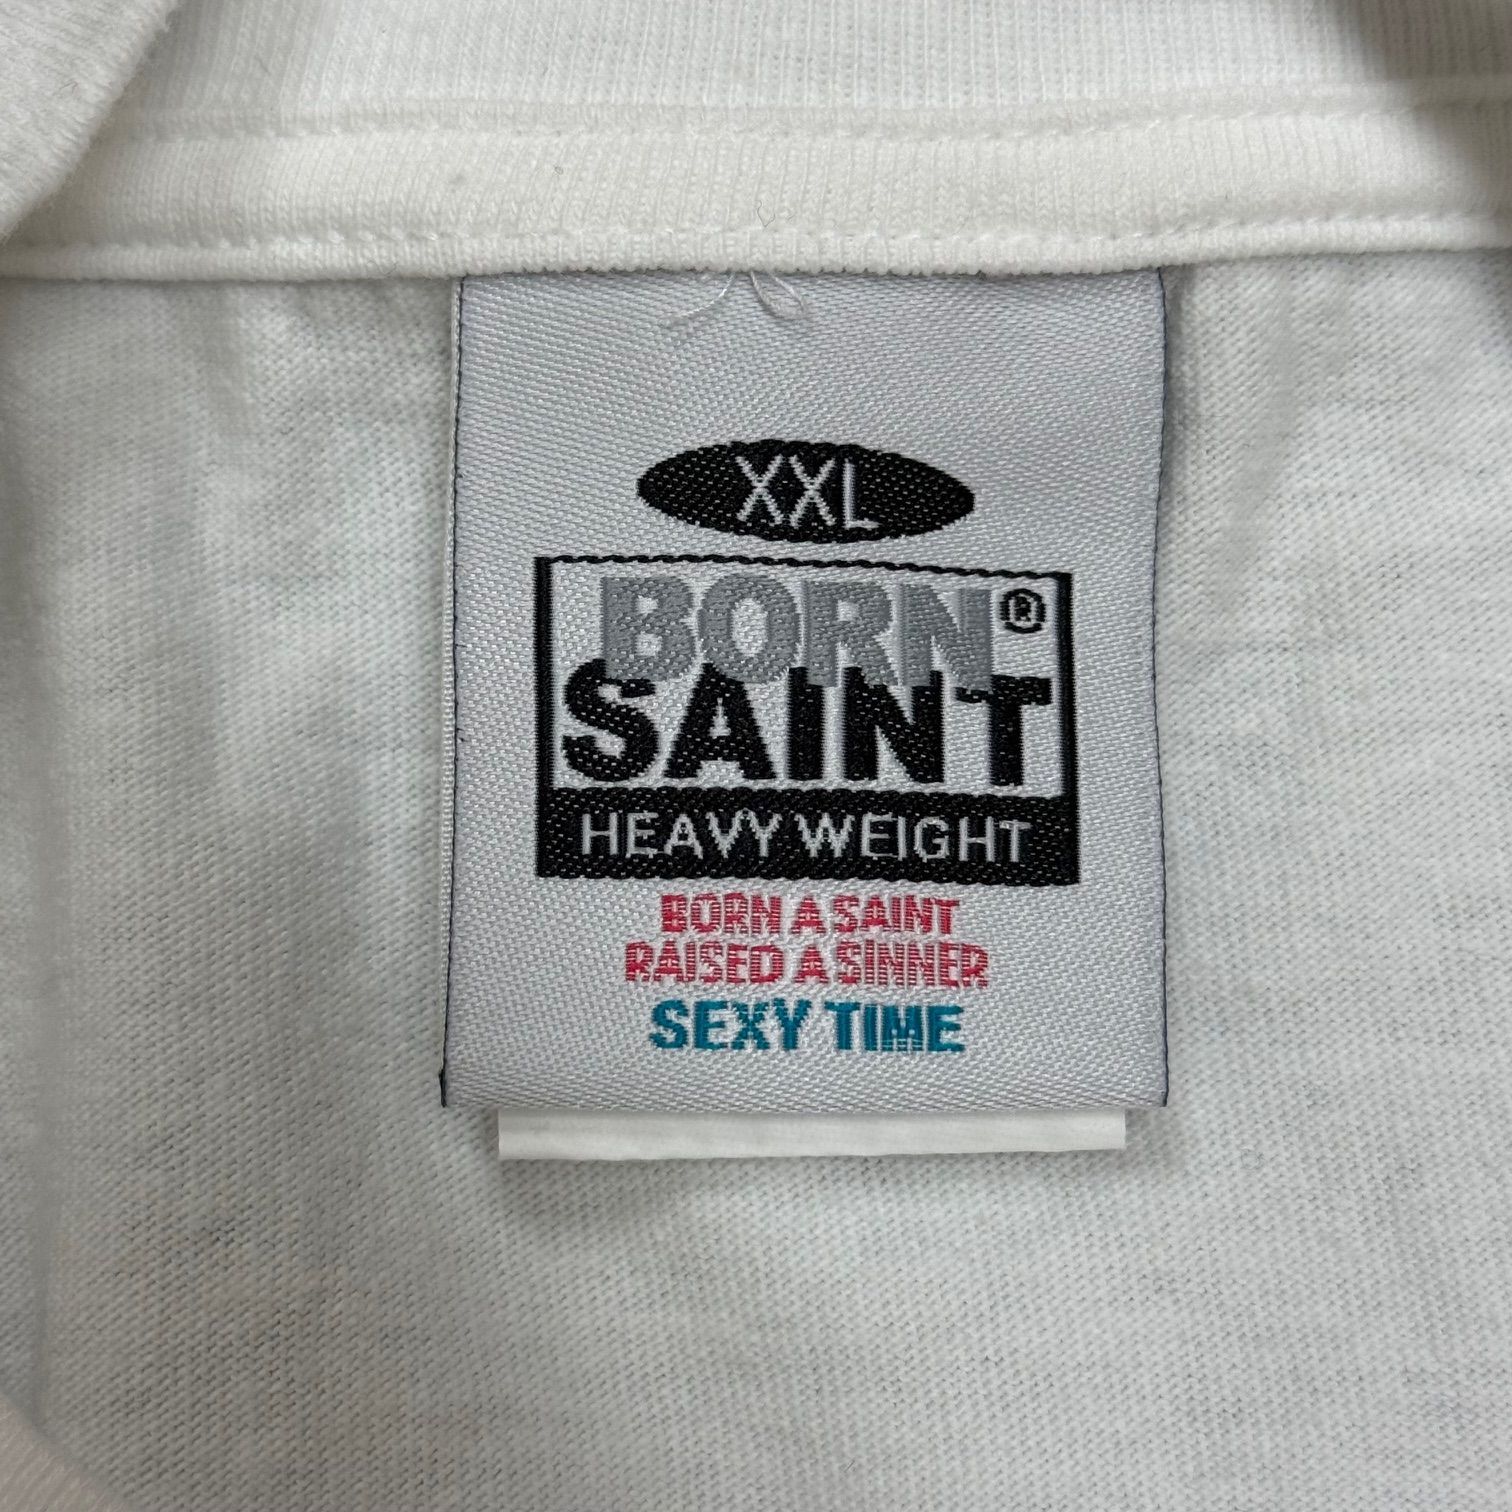 XXL
BORN®
SAINT
HEAVY WEIGHT
BORN A SAINT
RAISED A SINNER
SEXY TIME